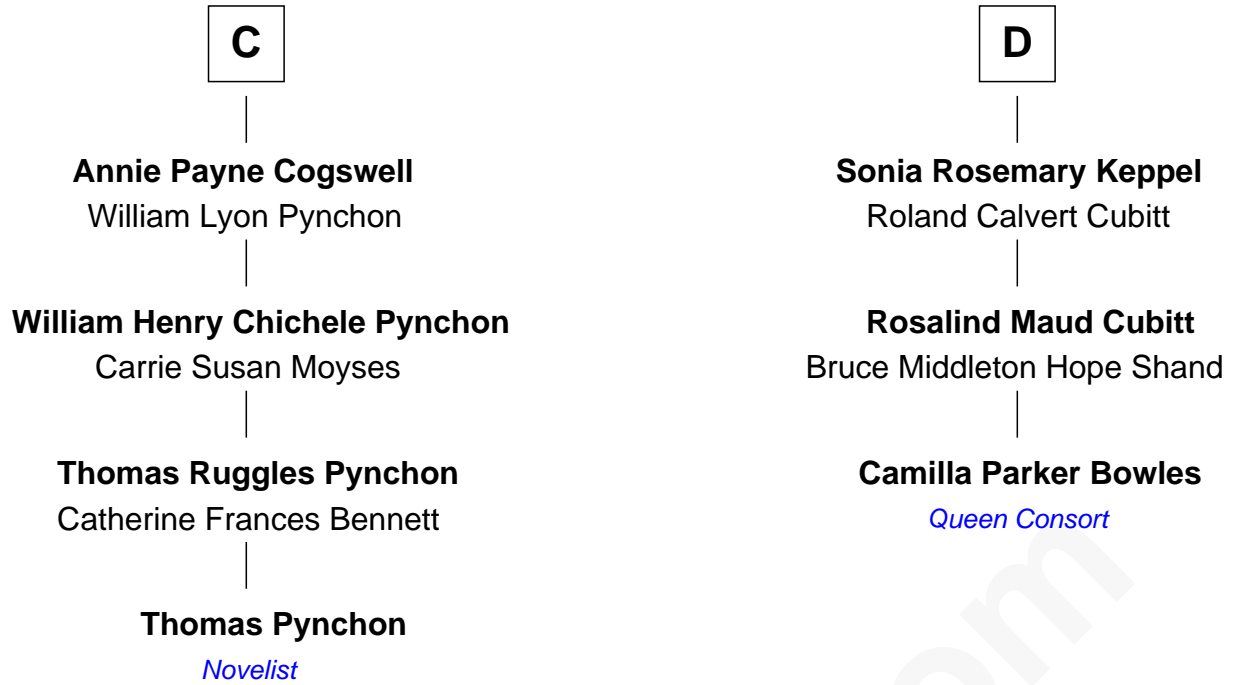 C
Annie Payne Cogswell
William Lyon Pynchon
William Henry Chichele Pynchon
Carrie Susan Moyses
Thomas Ruggles Pynchon
Catherine Frances Bennett
Thomas Pynchon
Novelist
D
Sonia Rosemary Keppel
Roland Calvert Cubitt
Rosalind Maud Cubitt
Bruce Middleton Hope Shand
Camilla Parker Bowles
Queen Consort
om